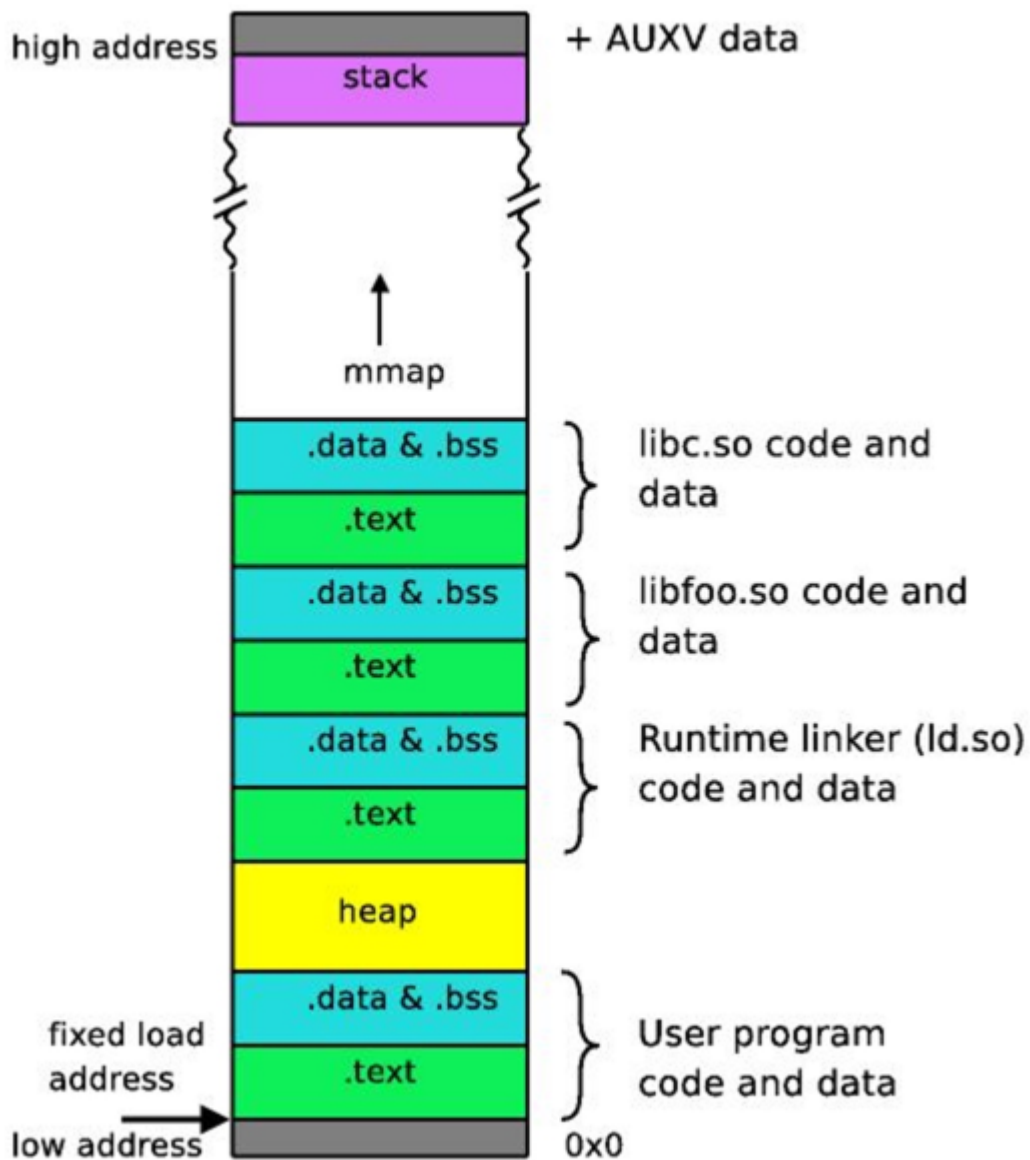 high address
+ AUXV data
stack
mmap
.data & .bss
libc.so code and
data
.text
.data & .bss
libfoo.so code and
data
.text
.data & .bss
Runtime linker (ld.so)
code and data
.text
heap
.data & .bss
fixed load
address
User program
code and data
.text
low address
0x0